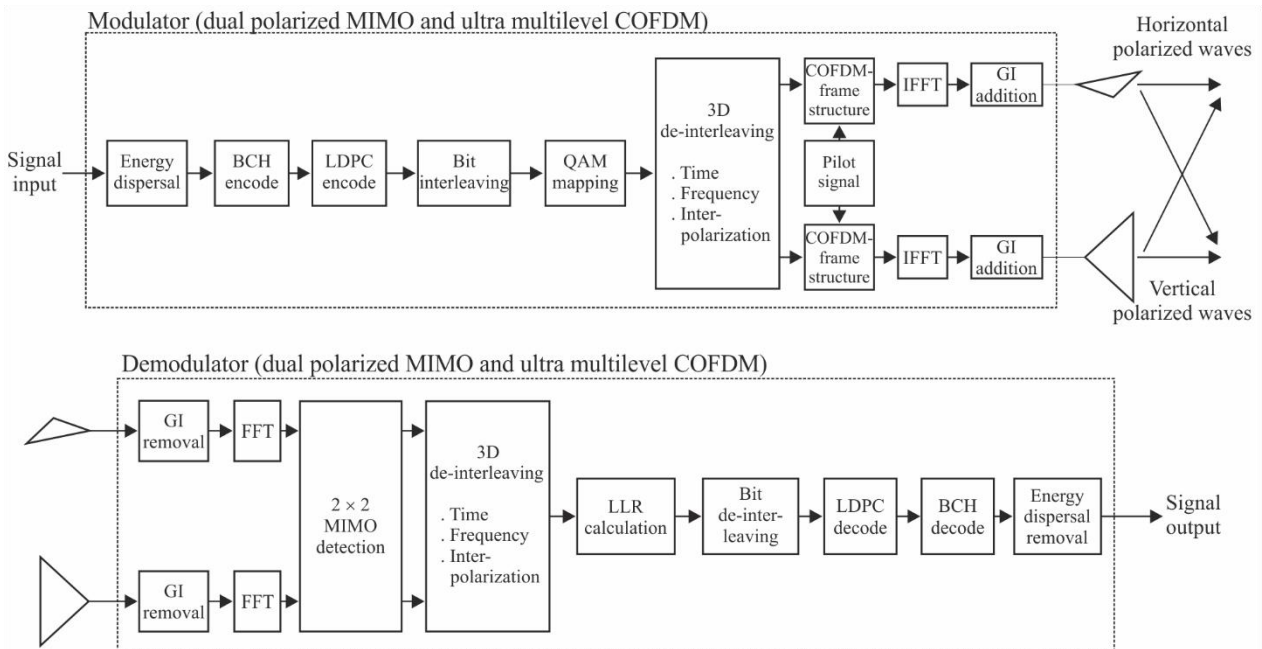 Modulator (dual polarized MIMO and ultra multilevel COFDM)
Signal
input
Energy
dispersal
BCH
encode
LDPC
encode
Bit
interleaving
QAM
mapping
3D
de-interleaving
. Time
. Frequency
. Inter-
polarization
COFDM-
frame
structure
IFFT
GI
addition
Pilot
signal
COFDM-
frame
structure
IFFT
GI
addition
Horizontal
polarized waves
Vertical
polarized waves
Demodulator (dual polarized MIMO and ultra multilevel COFDM)
GI
removal
FFT
GI
removal
FFT
2 × 2
MIMO
detection
3D
de-interleaving
. Time
. Frequency
. Inter-
polarization
LLR
calculation
Bit
de-inter-
leaving
LDPC
decode
BCH
decode
Energy
dispersal
removal
Signal
output